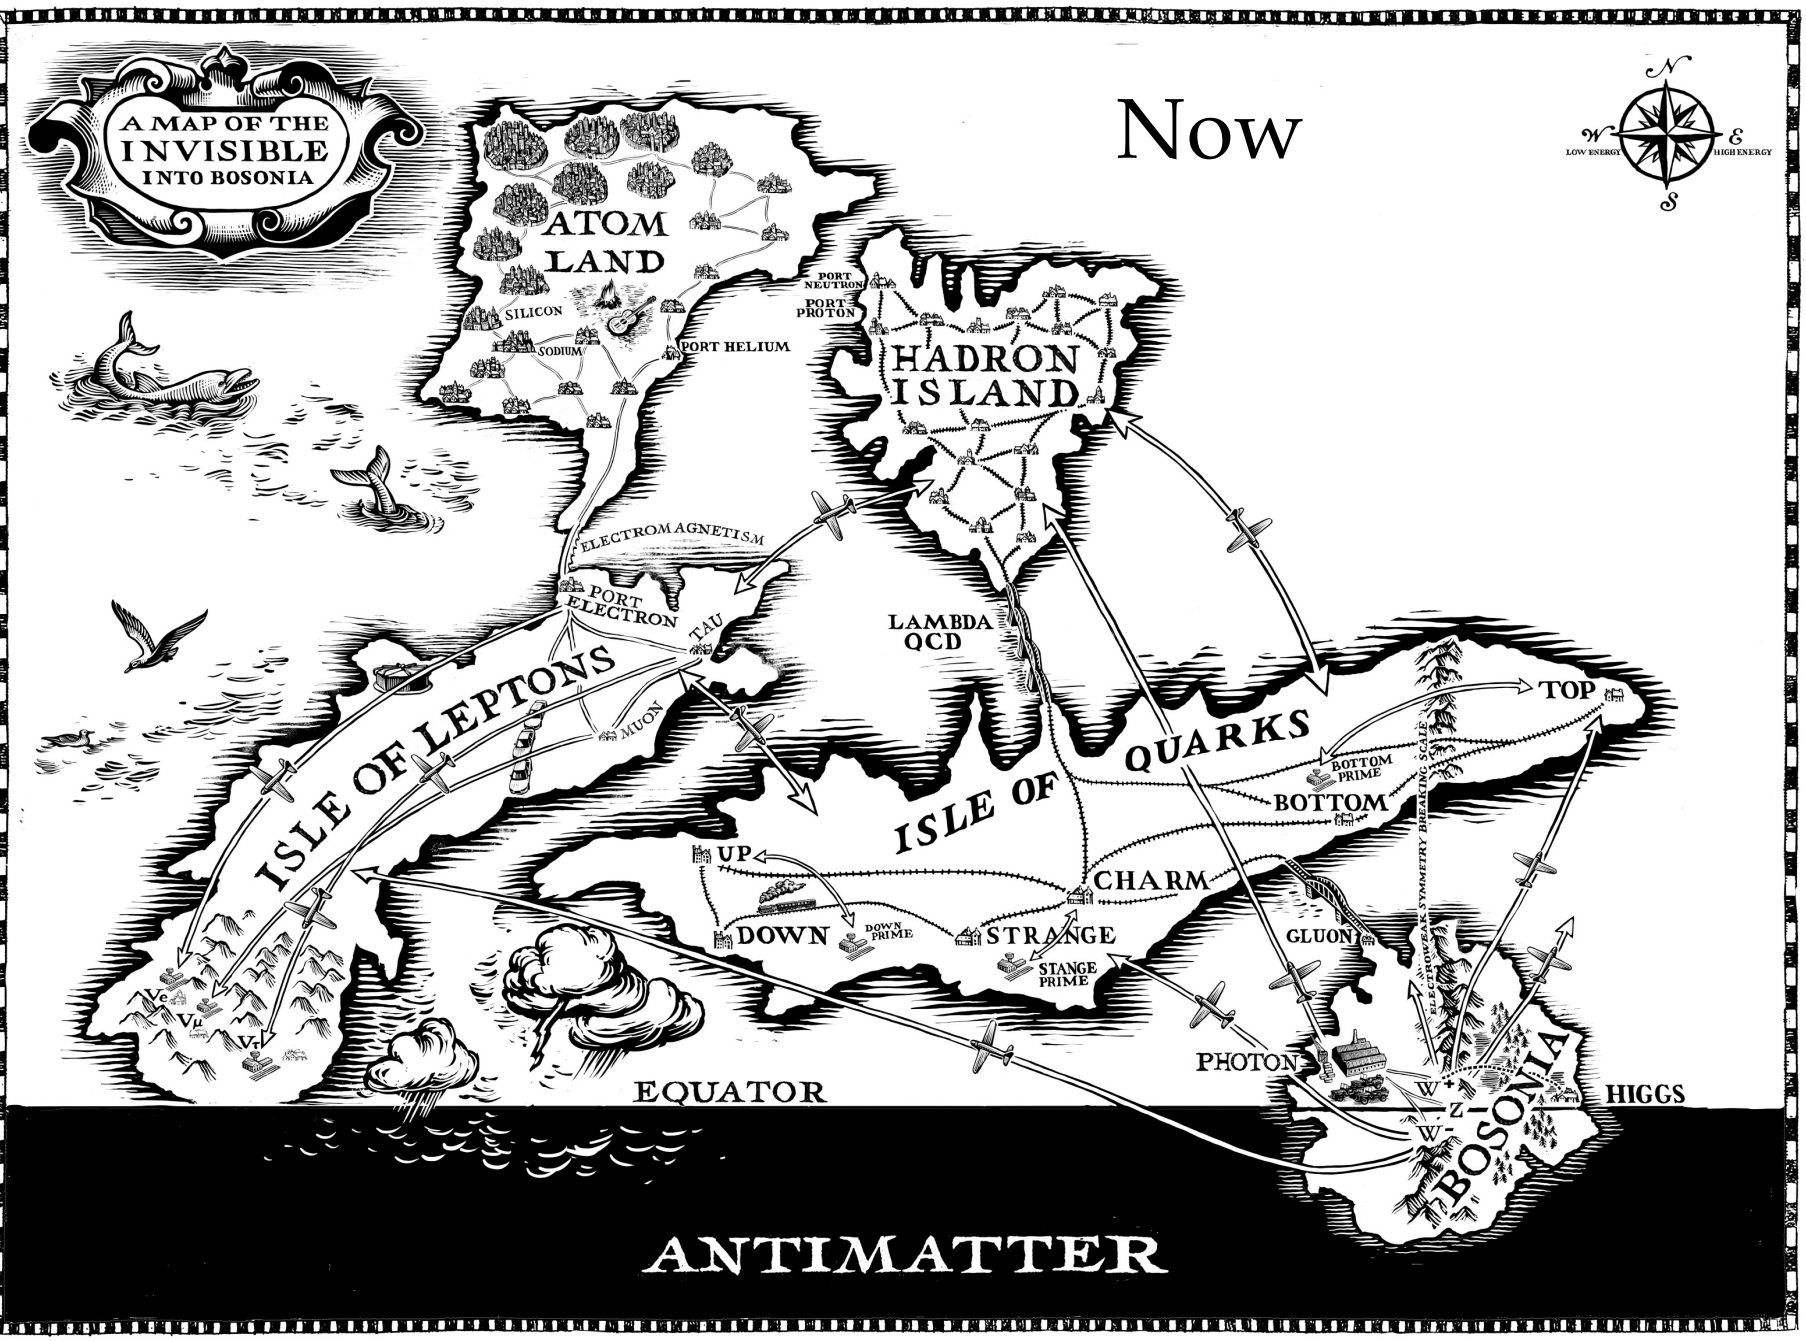 A MAP OF THE
INVISIBLE
INTO BOSONIA
Now
N
W
E
LOW ENERGY
HIGH ENERGY
S
ATOM
LAND
SILICON
SODIUM
PORT HELIUM
PORT
NEUTRON
PORT
PROTON
HADRON
ISLAND
ELECTROMAGNETISM
PORT
ELECTRON
TAU
MUON
ISLE OF LEPTONS
LAMBDA
QCD
ISLE OF
QUARKS
TOP
BOTTOM
PRIME
BOTTOM
UP
CHARM
DOWN
DOWN
PRIME
STRANGE
STANGE
PRIME
GLUON
ELECTROWEAK SYMMETRY BREAKING SCALE
Ve
Vμ
Vτ
PHOTON
W+
Z
W-
BOSONIA
HIGGS
EQUATOR
ANTIMATTER